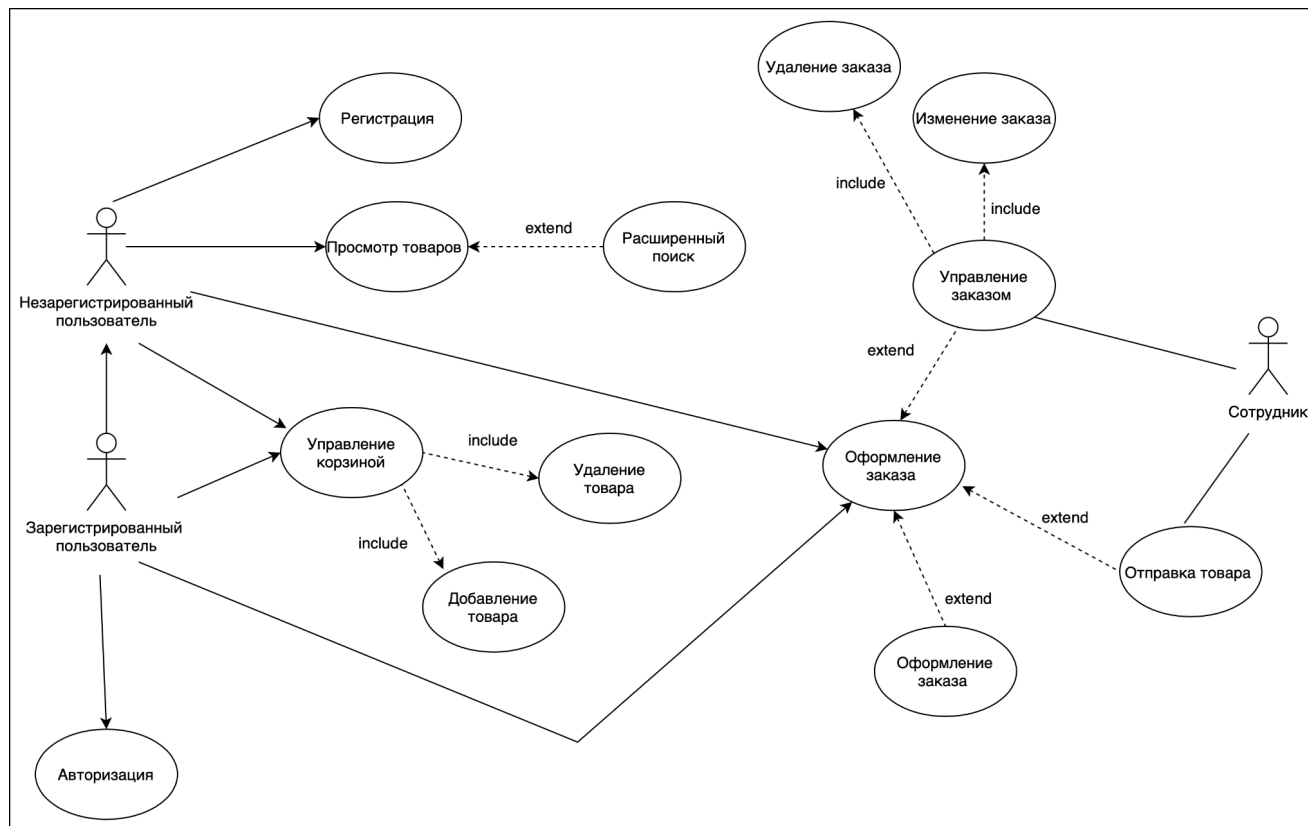 Удаление заказа
Регистрация
Изменение заказа
include
include
Просмотр товаров
extend
Расширенный
поиск
Управление
заказом
Незарегистрированный
пользователь
extend
Сотрудник
Управление
корзиной
include
Удаление
товара
Оформление
заказа
Зарегистрированный
пользователь
include
extend
Отправка товара
Добавление
товара
extend
Оформление
заказа
Авторизация